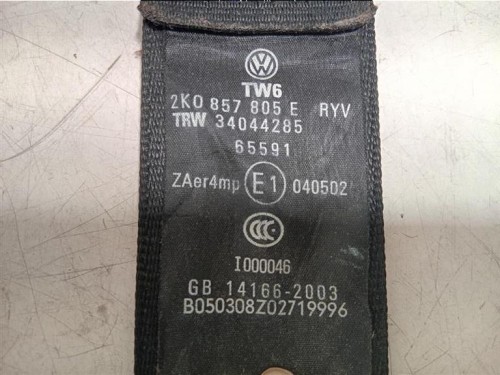 TW6
2K0 857 805 E RYV
TRW 34044285
65591
ZAer4mp E1 040502
I000046
GB 14166-2003
B050308Z02719996